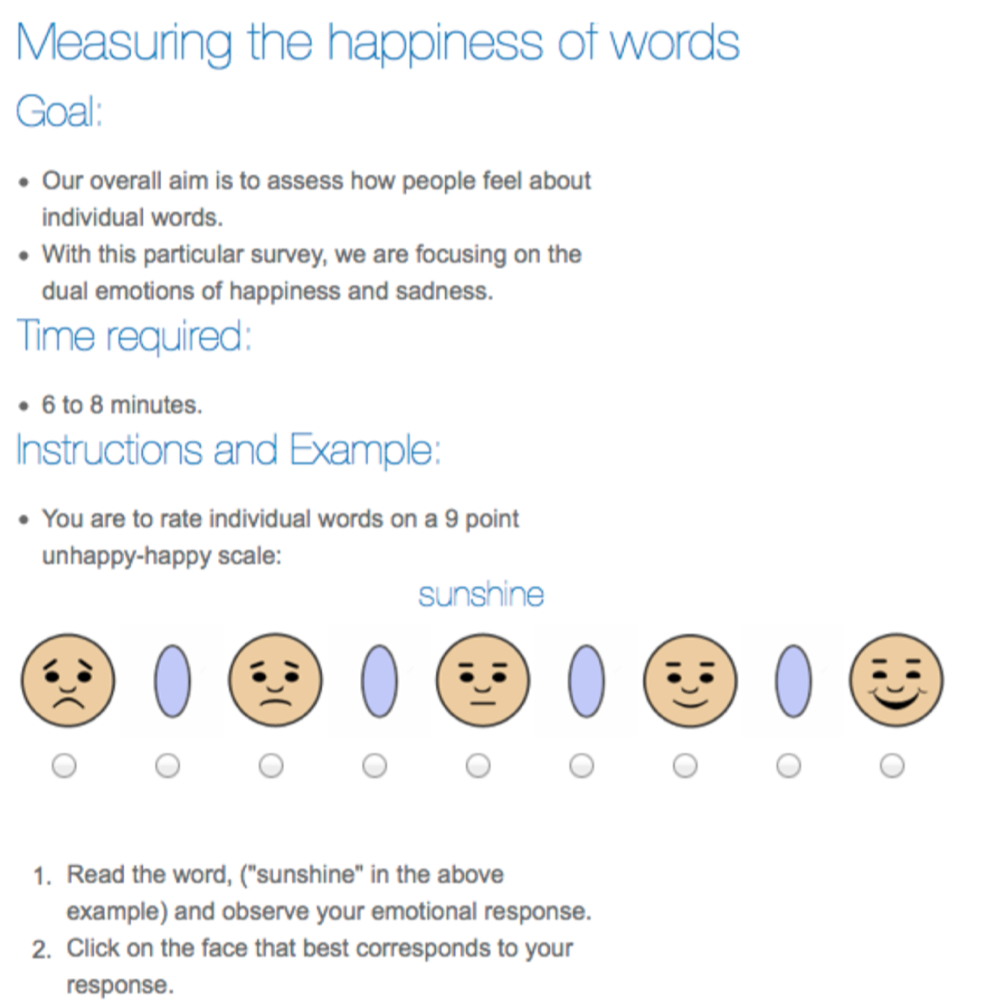 Measuring the happiness of words
Goal:
• Our overall aim is to assess how people feel about
individual words.
• With this particular survey, we are focusing on the
dual emotions of happiness and sadness.
Time required:
• 6 to 8 minutes.
Instructions and Example:
• You are to rate individual words on a 9 point
unhappy-happy scale:
sunshine
1. Read the word, ("sunshine" in the above
example) and observe your emotional response.
2. Click on the face that best corresponds to your
response.